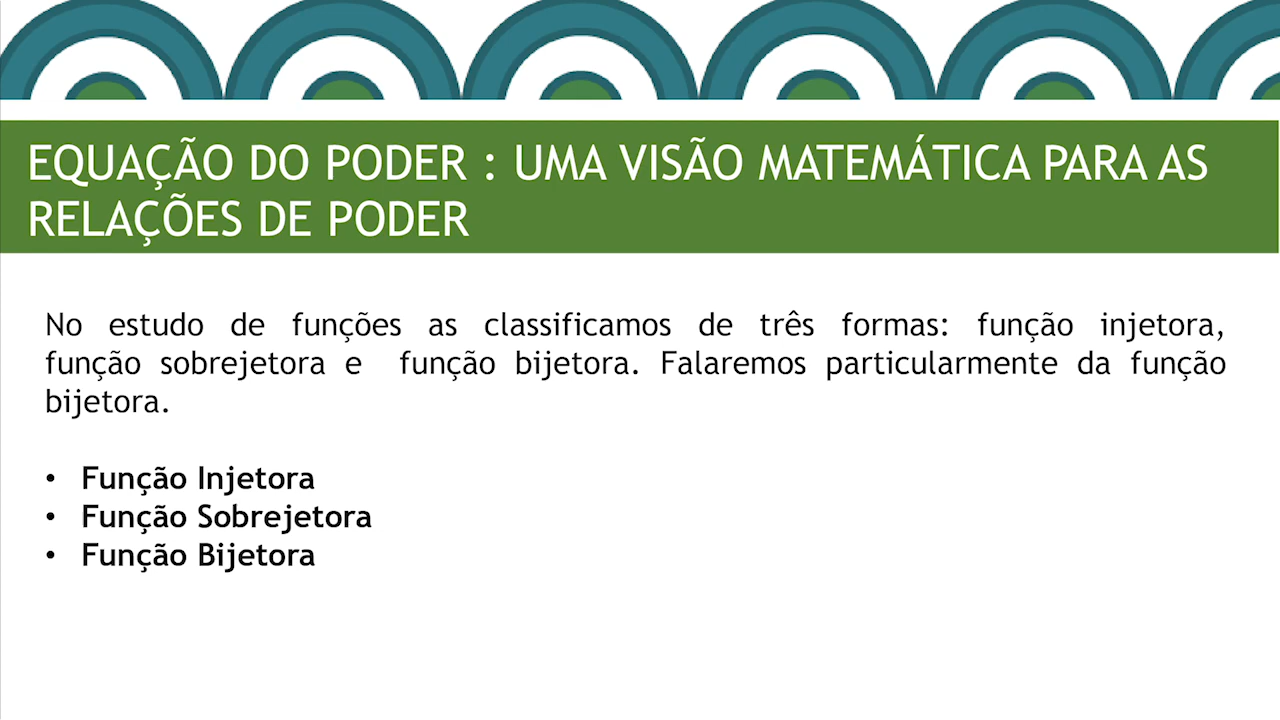 EQUAÇÃO DO PODER : UMA VISÃO MATEMÁTICA PARA AS
RELAÇÕES DE PODER
No estudo de funções as classificamos de três formas: função injetora,
função sobrejetora e função bijetora. Falaremos particularmente da função
bijetora.
• Função Injetora
• Função Sobrejetora
• Função Bijetora